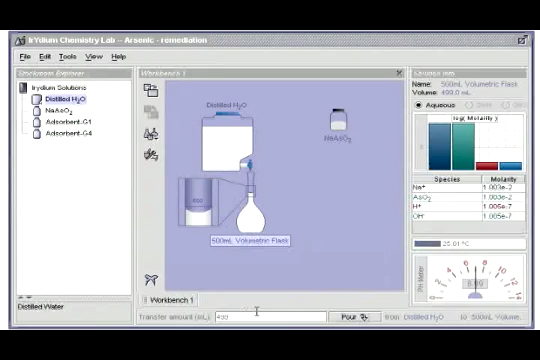 IrYdium Chemistry Lab -- Arsenic - remediation
File Edit Tools View Help
Stockroom Explorer
Irydium Solutions
Distilled H2O
NaAsO2
Adsorbent-G1
Adsorbent-G4
Distilled Water
Workbench 1
Distilled H2O
NaAsO2
400
500mL Volumetric Flask
Workbench 1
Transfer amount (mL):
Pour
from Distilled H2O to 500mL Volume.
Solution Info
Name: 500mL Volumetric Flask
Volume: 499.0 mL
Aqueous
log( Molarity )
Species Molarity
Na+ 1.003e-2
AsO2 1.003e-2
H+ 1.005e-7
OH- 1.005e-7
25.01 °C
PH Meter